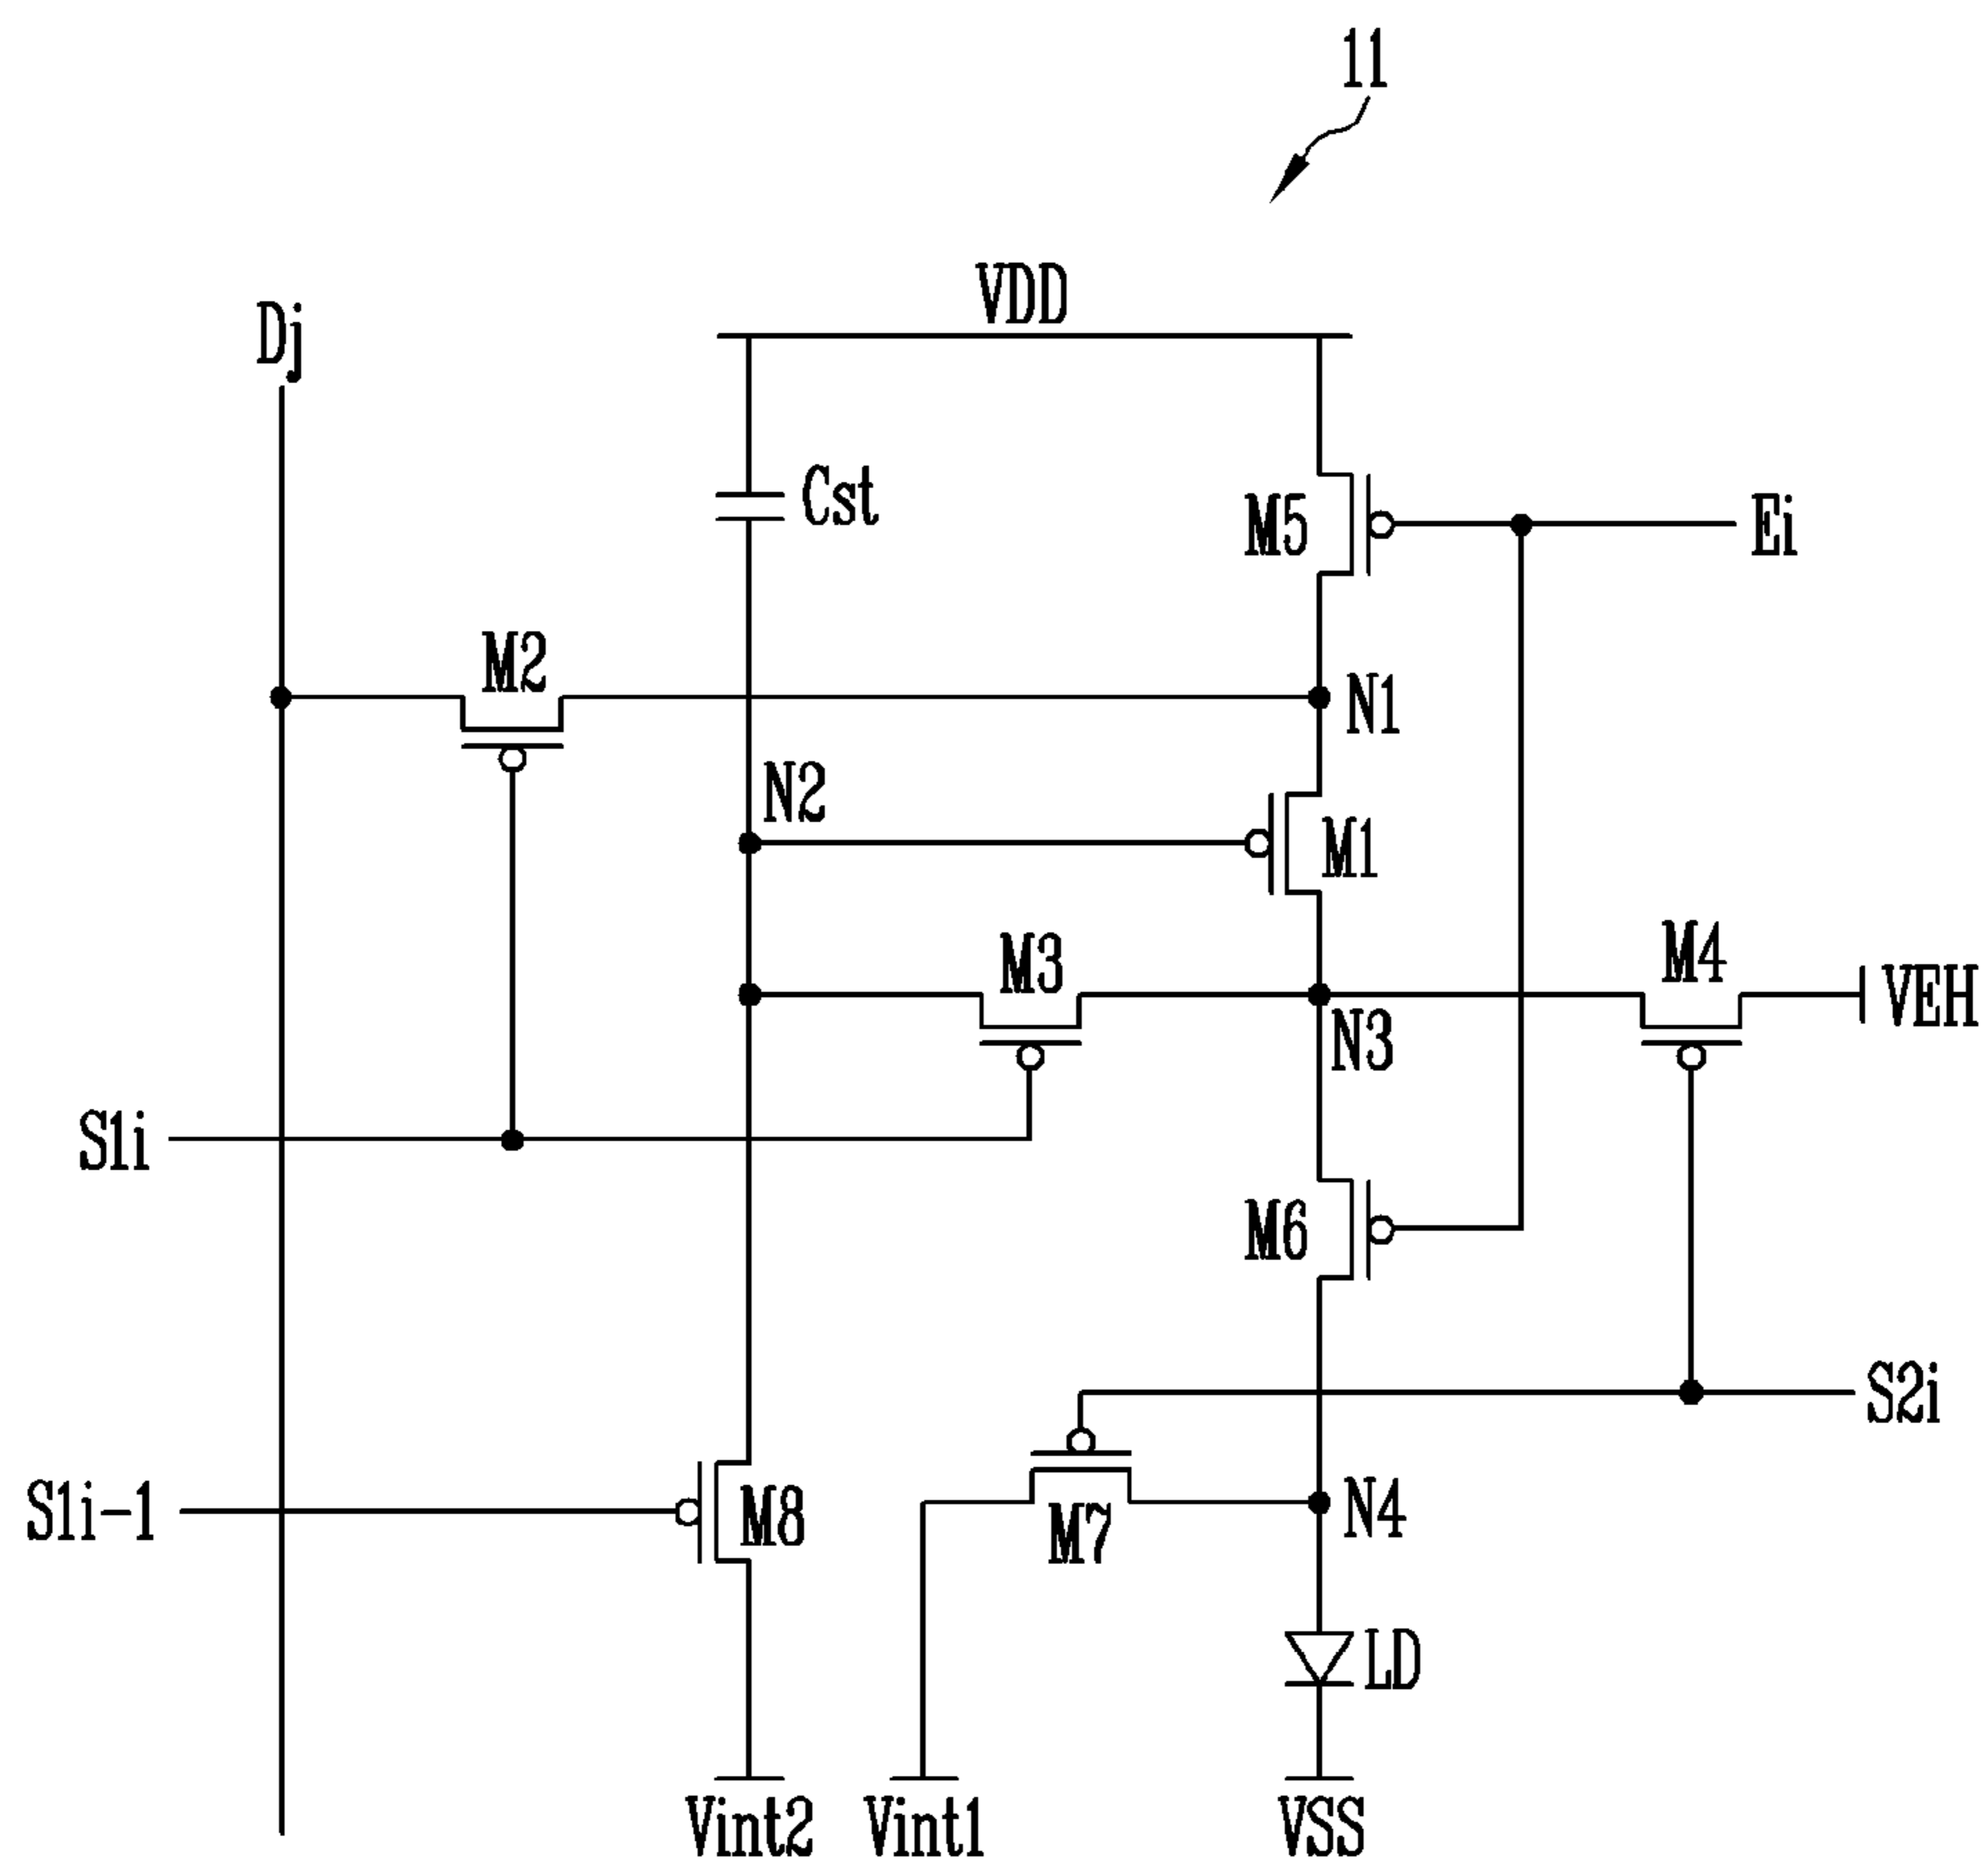 11
VDD
Dj
Cst
M5
Ei
M2
N1
N2
M1
M3
M4
VEH
N3
S1i
M6
S2i
S1i-1
M8
M7
N4
LD
Vint2
Vint1
VSS